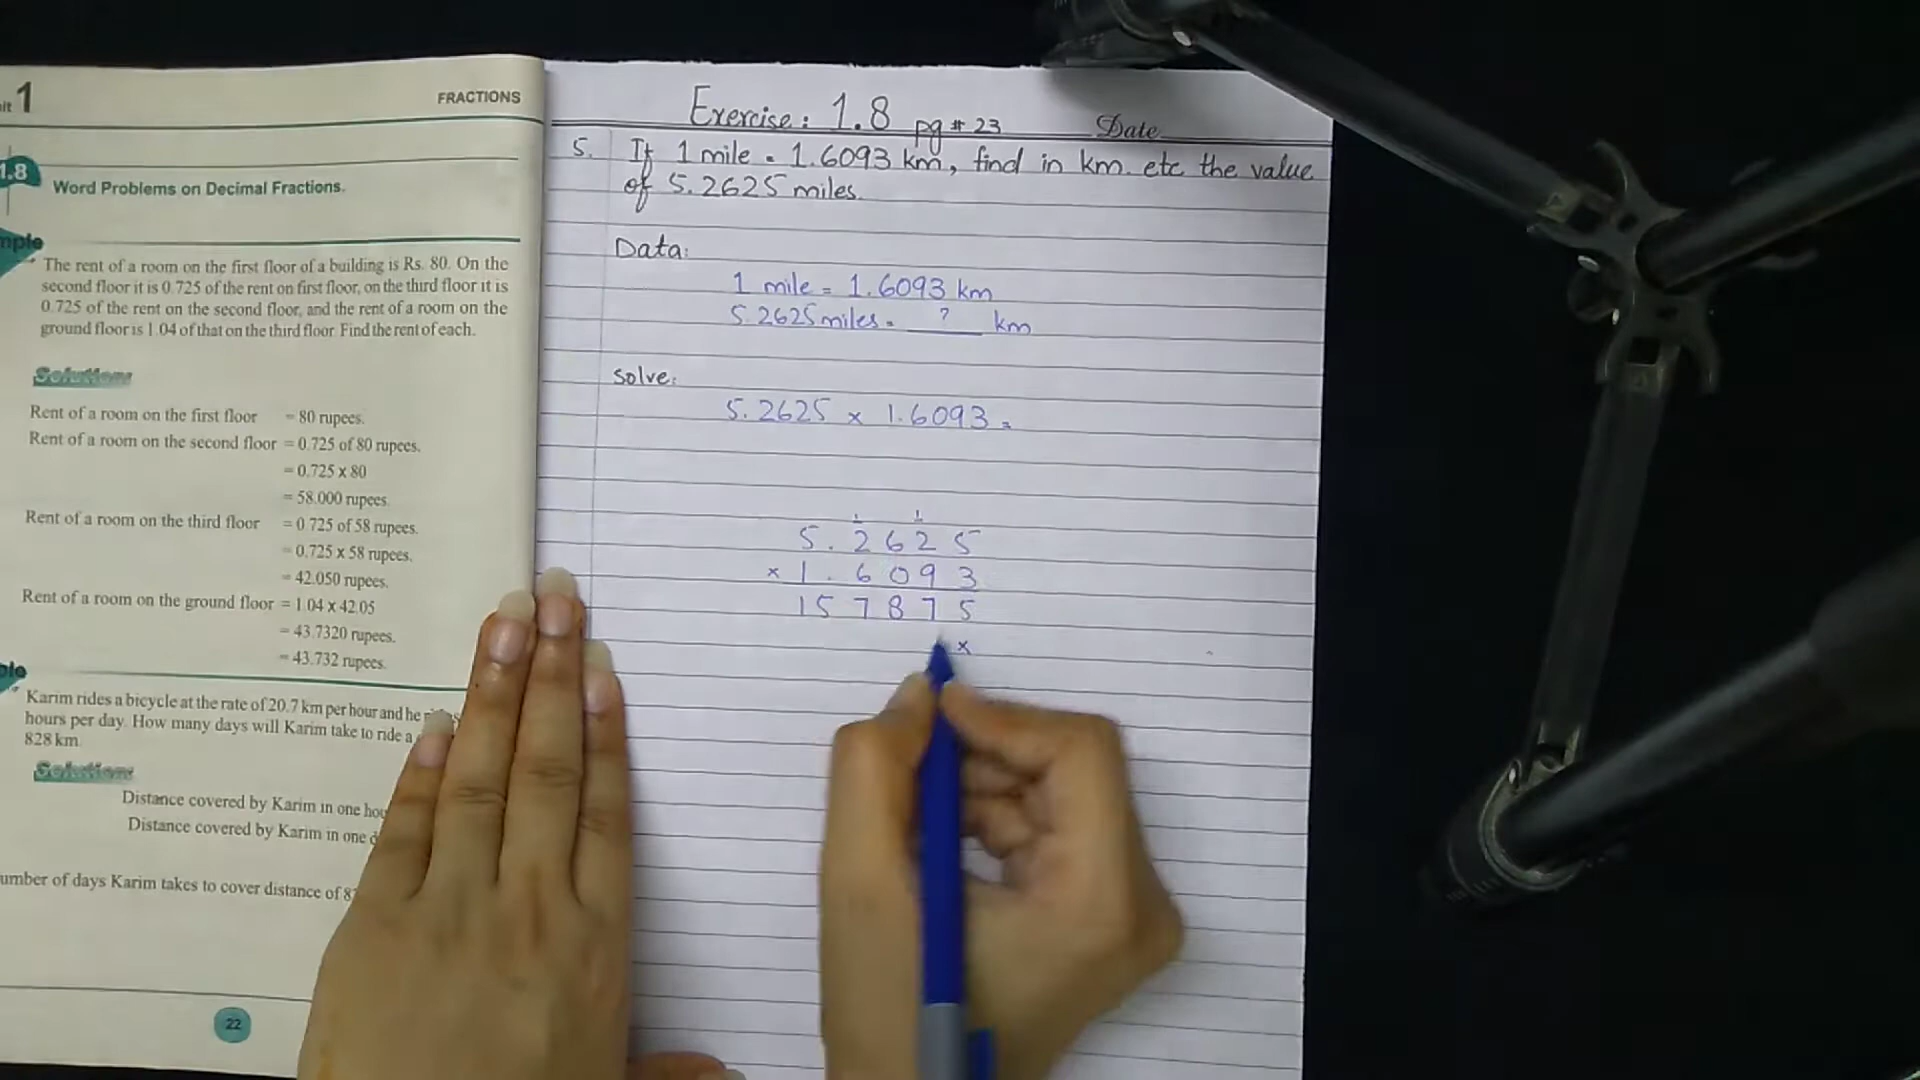 1
FRACTIONS
1.8
Word Problems on Decimal Fractions.
The rent of a room on the first floor of a building is Rs. 80. On the
second floor it is 0.725 of the rent on first floor, on the third floor it is
0.725 of the rent on the second floor, and the rent of a room on the
ground floor is 1.04 of that on the third floor. Find the rent of each.
Solution:
Rent of a room on the first floor = 80 rupees.
Rent of a room on the second floor = 0.725 of 80 rupees.
= 0.725 x 80
= 58.000 rupees.
Rent of a room on the third floor = 0.725 of 58 rupees.
= 0.725 x 58 rupees.
= 42.050 rupees.
Rent of a room on the ground floor = 1.04 x 42.05
= 43.7320 rupees.
= 43.732 rupees.
Karim rides a bicycle at the rate of 20.7 km per hour and he
hours per day. How many days will Karim take to ride a
828 km.
Solution:
Distance covered by Karim in one
Distance covered by Karim in one
of days Karim takes to cover distance of
22
Exercise: 1.8 pg # 23 Date
5. If 1 mile = 1.6093 km, find in km. etc the value
of 5.2625 miles.
Data:
1 mile = 1.6093 km
5.2625 miles = ? km
Solve:
5.2625 x 1.6093 =
1 1
5.2625
x 1.6093
157875
x